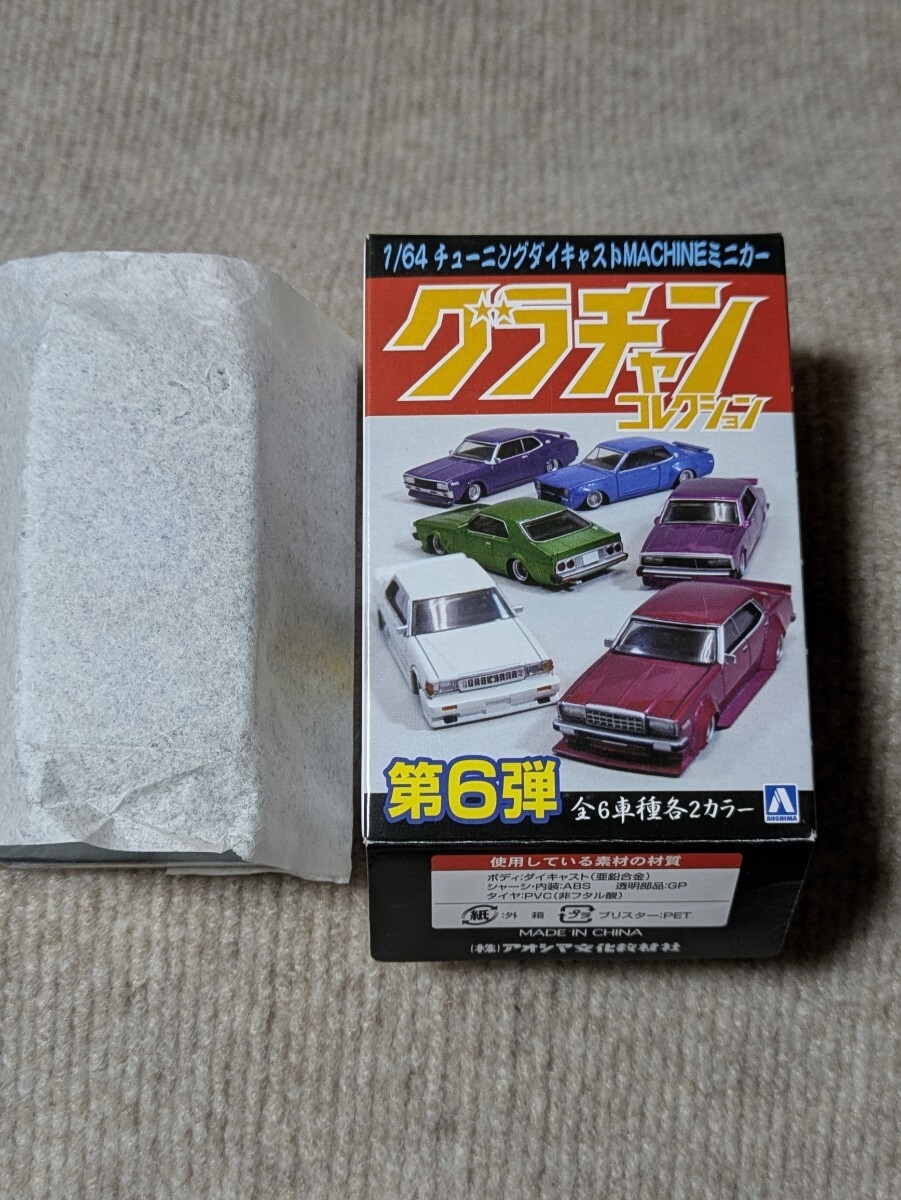 1/64 チューニングダイキャストMACHINEミニカー
グラチャン
コレクション
第6弾
全6車種各2カラー
AOSHIMA
使用している素材の材質
ボディ:ダイキャスト(亜鉛合金)
シャーシ・内装:ABS 透明部品:GP
タイヤ:PVC(非フタル酸)
紙:外 箱 プラ ブリスター:PET
MADE IN CHINA
(株)アオシマ文化教材社